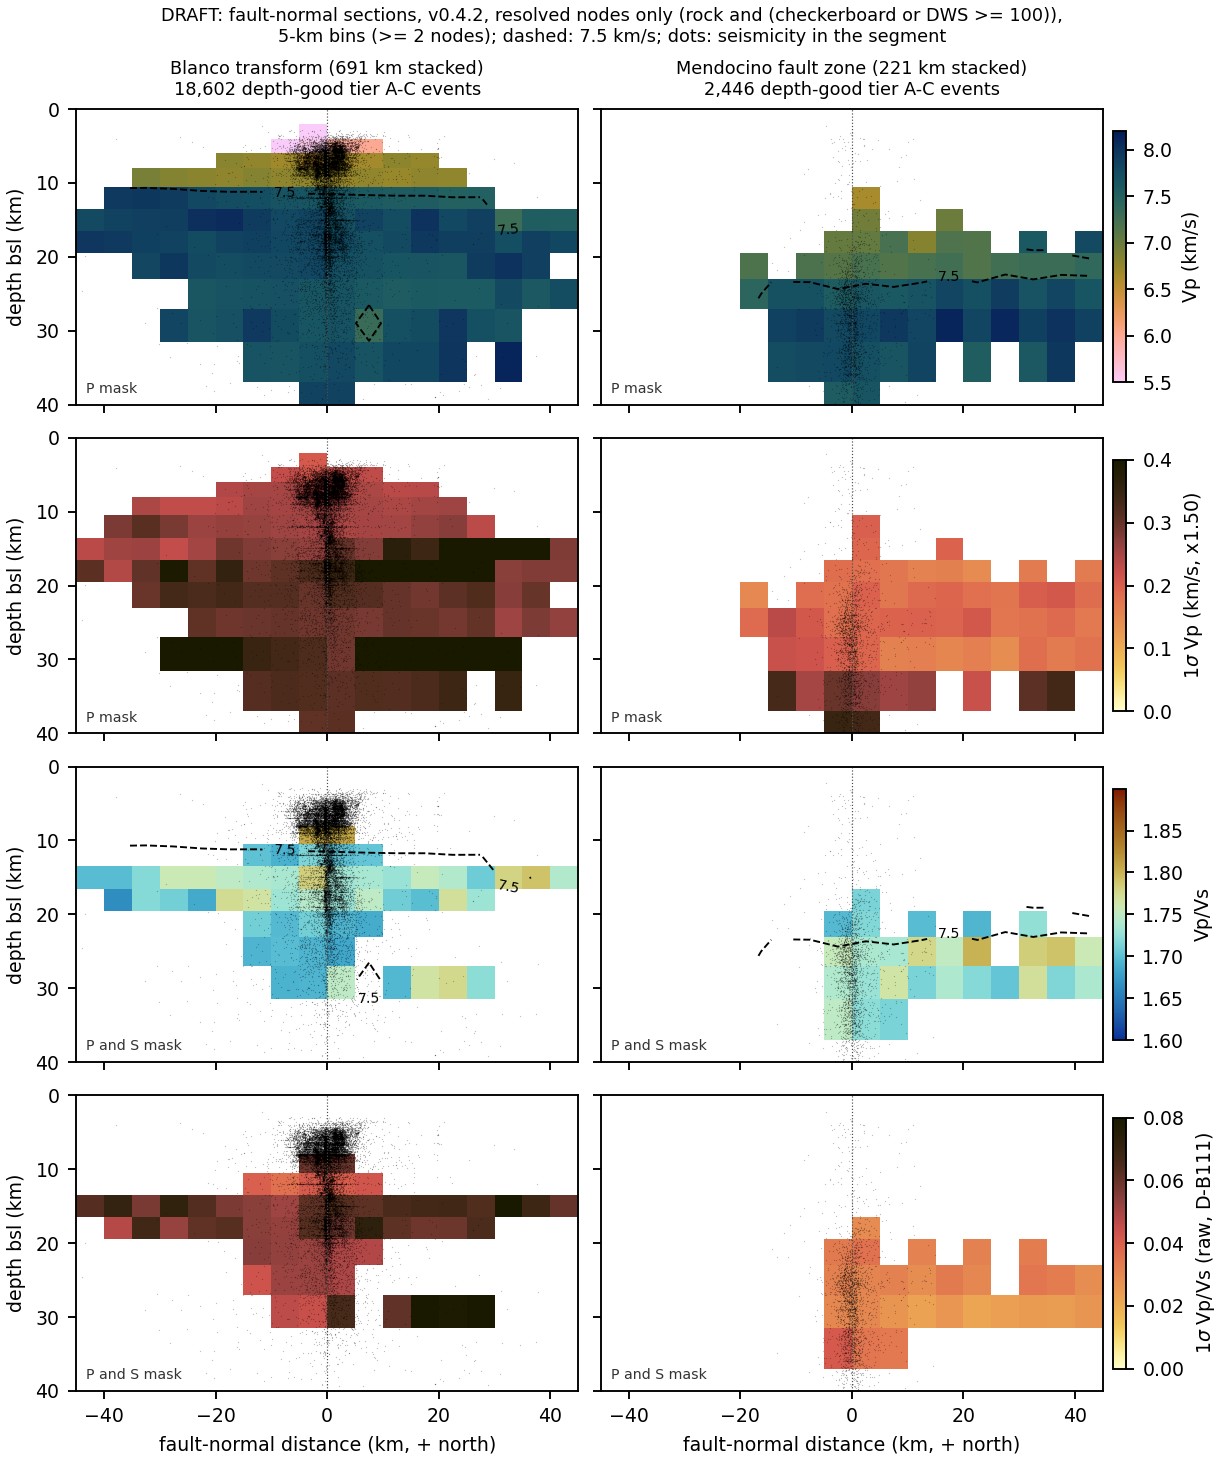 DRAFT: fault-normal sections, v0.4.2, resolved nodes only (rock and (checkerboard or DWS >= 100)),
5-km bins (>= 2 nodes); dashed: 7.5 km/s; dots: seismicity in the segment
Blanco transform (691 km stacked)
18,602 depth-good tier A-C events
Mendocino fault zone (221 km stacked)
2,446 depth-good tier A-C events
0
10
20
30
40
depth bsl (km)
7.5
7.5
P mask
7.5
P mask
8.0
7.5
7.0
6.5
6.0
5.5
Vp (km/s)
0
10
20
30
40
depth bsl (km)
P mask
P mask
0.4
0.3
0.2
0.1
0.0
1σ Vp (km/s, x1.50)
0
10
20
30
40
depth bsl (km)
7.5
7.5
7.5
P and S mask
7.5
P and S mask
1.85
1.80
1.75
1.70
1.65
1.60
Vp/Vs
0
10
20
30
40
depth bsl (km)
P and S mask
P and S mask
0.08
0.06
0.04
0.02
0.00
1σ Vp/Vs (raw, D-B111)
−40 −20 0 20 40
fault-normal distance (km, + north)
−40 −20 0 20 40
fault-normal distance (km, + north)